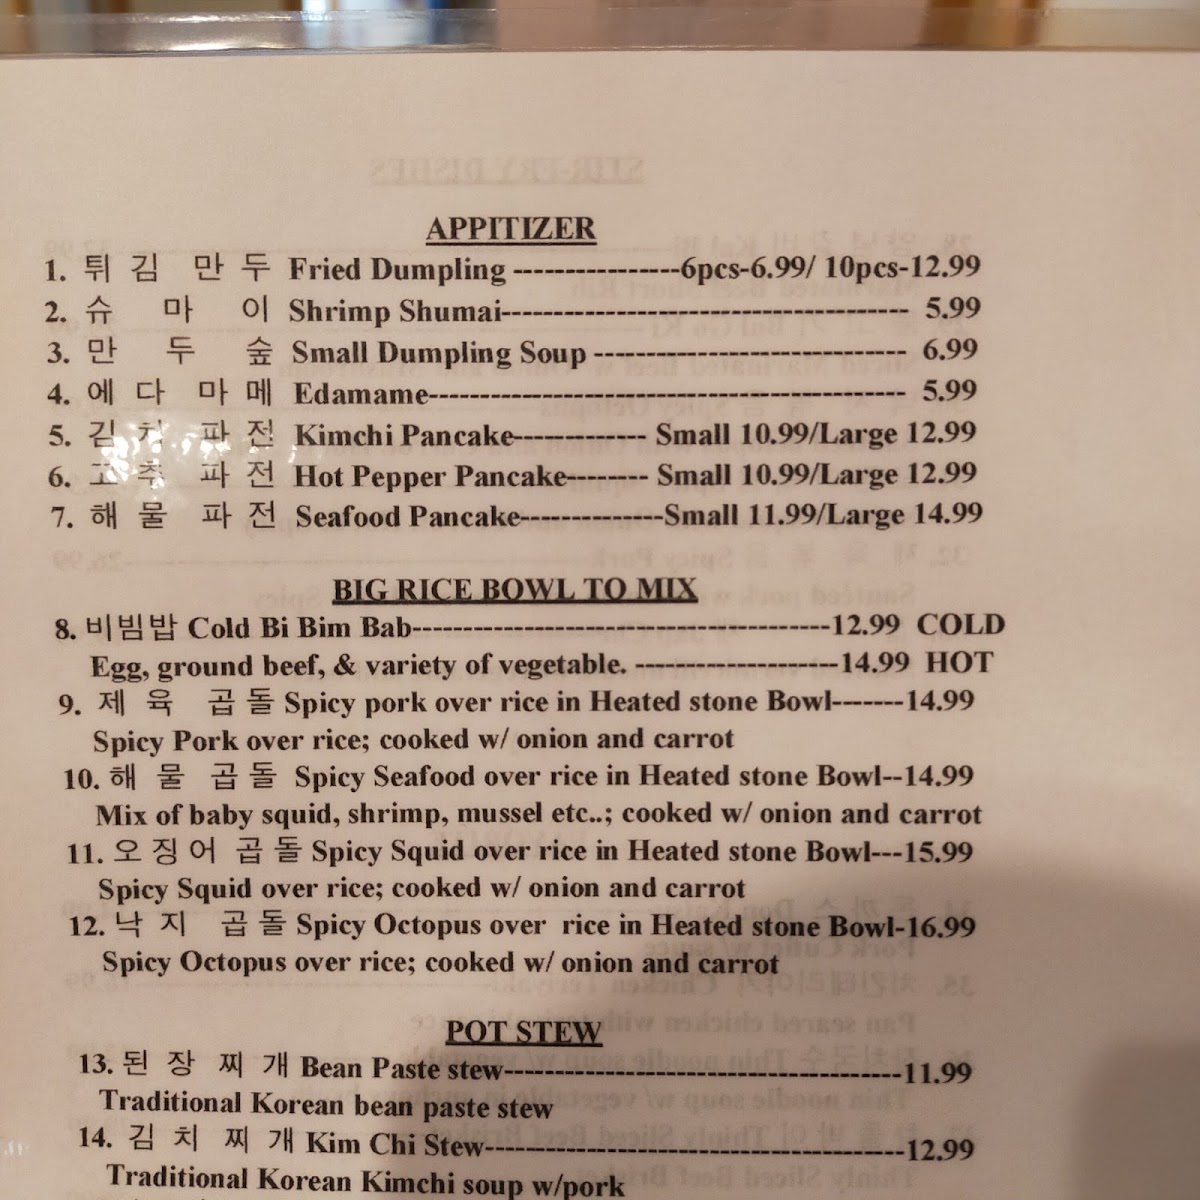 APPITIZER
1. 튀 김 만 두 Fried Dumpling ----------------6pcs-6.99/ 10pcs-12.99
2. 슈 마 이 Shrimp Shumai---------------------------------------- 5.99
3. 만 두 숲 Small Dumpling Soup ------------------------------- 6.99
4. 에 다 마 메 Edamame----------------------------------------------- 5.99
5. 김 치 파 전 Kimchi Pancake------------- Small 10.99/Large 12.99
6. 고 추 파 전 Hot Pepper Pancake-------- Small 10.99/Large 12.99
7. 해 물 파 전 Seafood Pancake--------------Small 11.99/Large 14.99
BIG RICE BOWL TO MIX
8. 비빔밥 Cold Bi Bim Bab-----------------------------------------12.99 COLD
Egg, ground beef, & variety of vegetable. --------------------14.99 HOT
9. 제 육 곱 돌 Spicy pork over rice in Heated stone Bowl-------14.99
Spicy Pork over rice; cooked w/ onion and carrot
10. 해 물 곱 돌 Spicy Seafood over rice in Heated stone Bowl--14.99
Mix of baby squid, shrimp, mussel etc..; cooked w/ onion and carrot
11. 오 징 어 곱 돌 Spicy Squid over rice in Heated stone Bowl---15.99
Spicy Squid over rice; cooked w/ onion and carrot
12. 낙 지 곱 돌 Spicy Octopus over rice in Heated stone Bowl-16.99
Spicy Octopus over rice; cooked w/ onion and carrot
POT STEW
13. 된 장 찌 개 Bean Paste stew---------------------------------------11.99
Traditional Korean bean paste stew
14. 김 치 찌 개 Kim Chi Stew-----------------------------------------12.99
Traditional Korean Kimchi soup w/pork